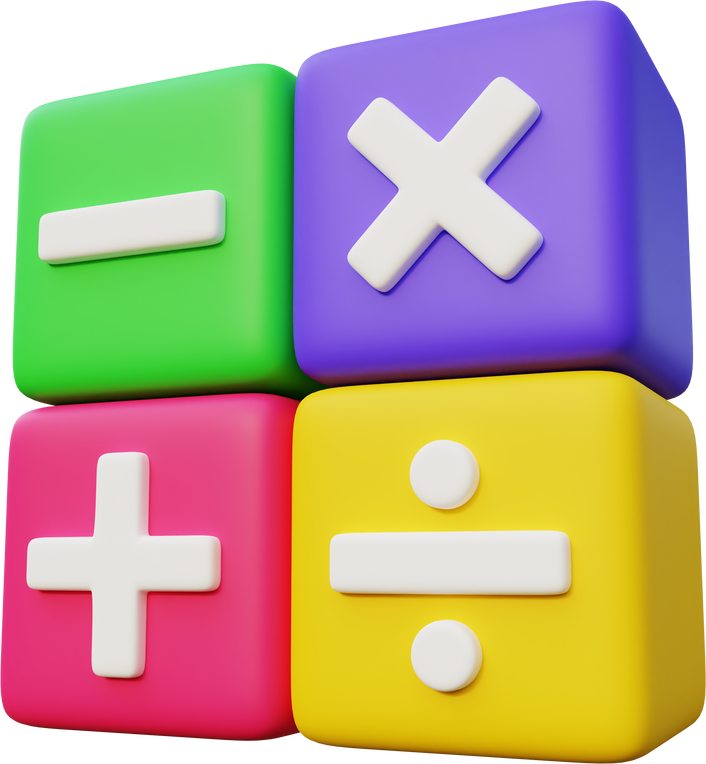 − ×
+ ÷